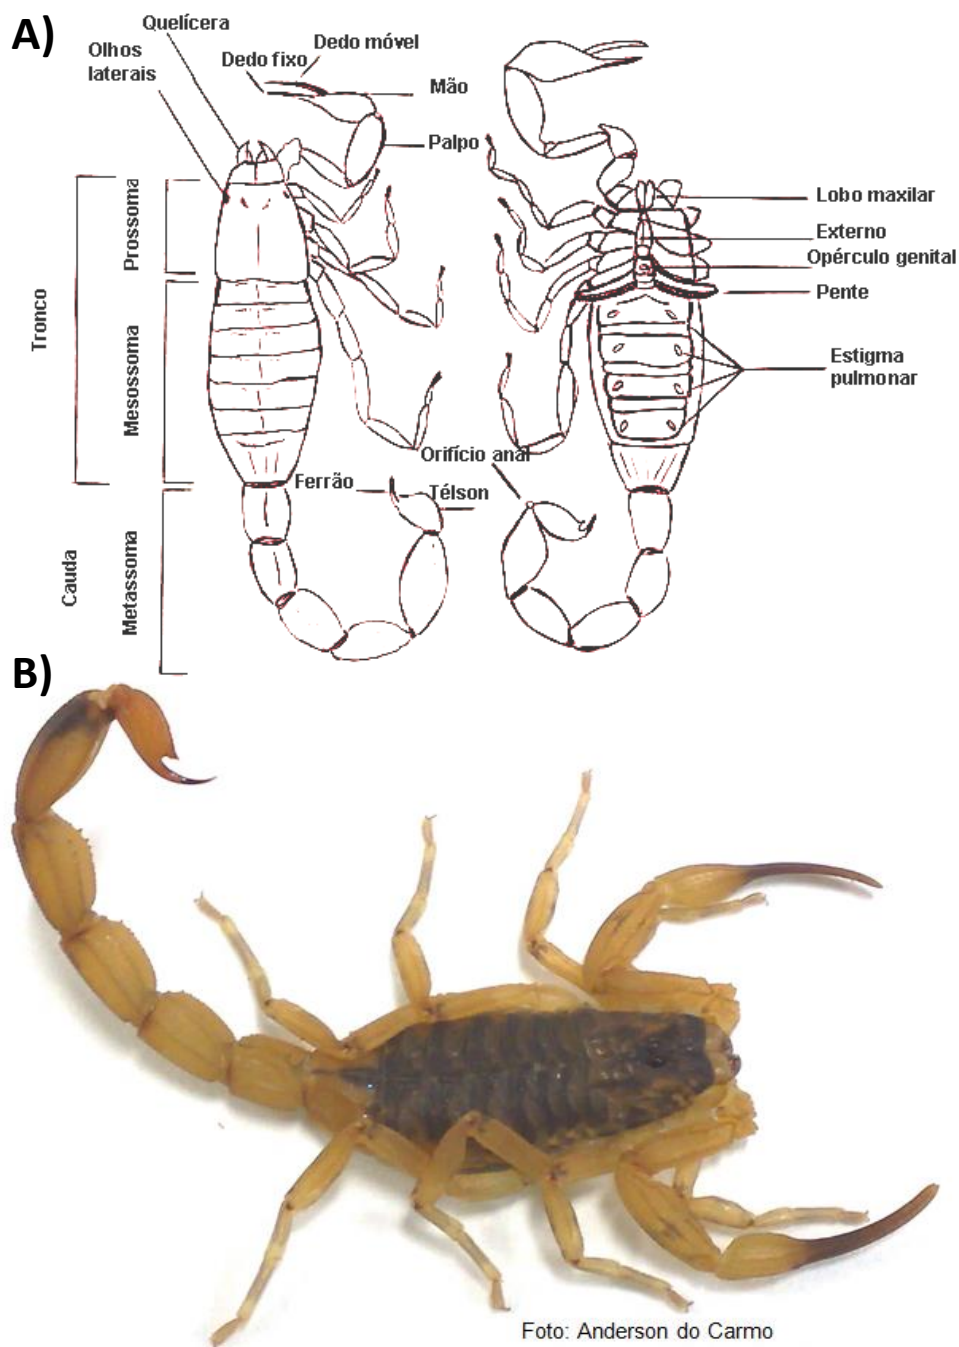 A)
Quelícera
Olhos
laterais
Dedo móvel
Dedo fixo
Mão
Palpo
Prossoma
Tronco
Mesossoma
Ferrão
Télson
Cauda
Metassoma
Lobo maxilar
Externo
Opérculo genital
Pente
Estigma
pulmonar
Orifício anal
B)
Foto: Anderson do Carmo